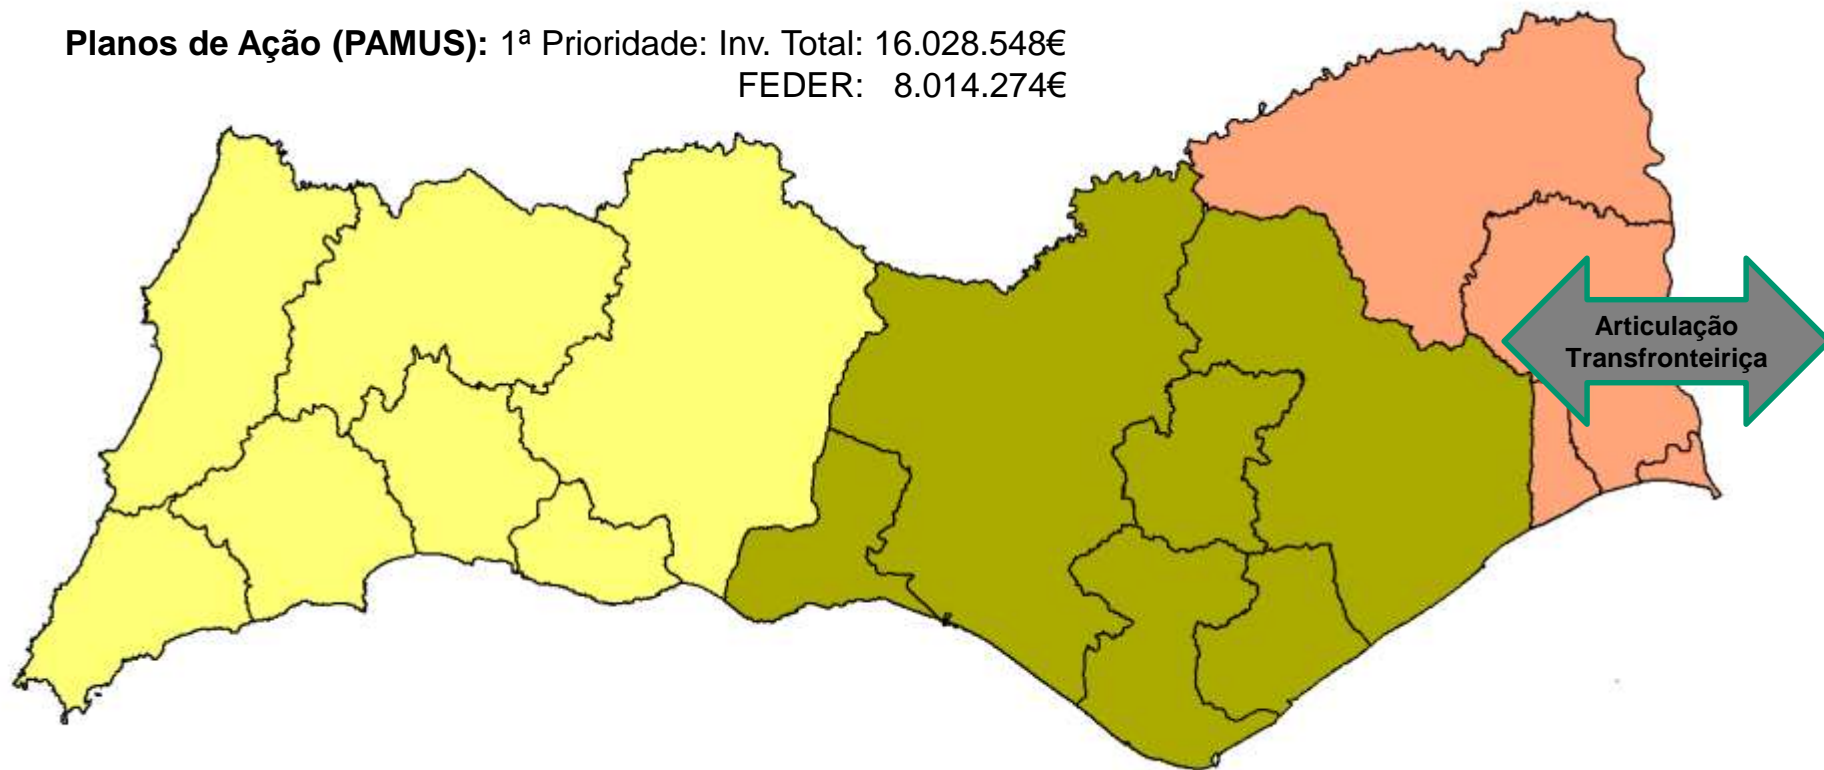 Planos de Ação (PAMUS): 1ª Prioridade: Inv. Total: 16.028.548€
FEDER: 8.014.274€
Articulação
Transfronteiriça